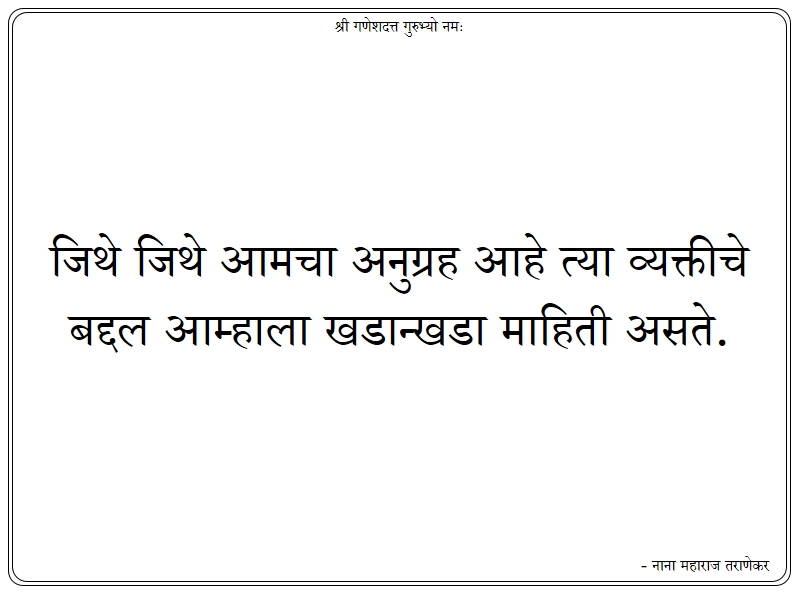 श्री गणेशदत्त गुरुभ्यो नमः
जिथे जिथे आमचा अनुग्रह आहे त्या व्यक्तीचे
बद्दल आम्हाला खडान्खडा माहिती असते.
- नाना महाराज तराणेकर